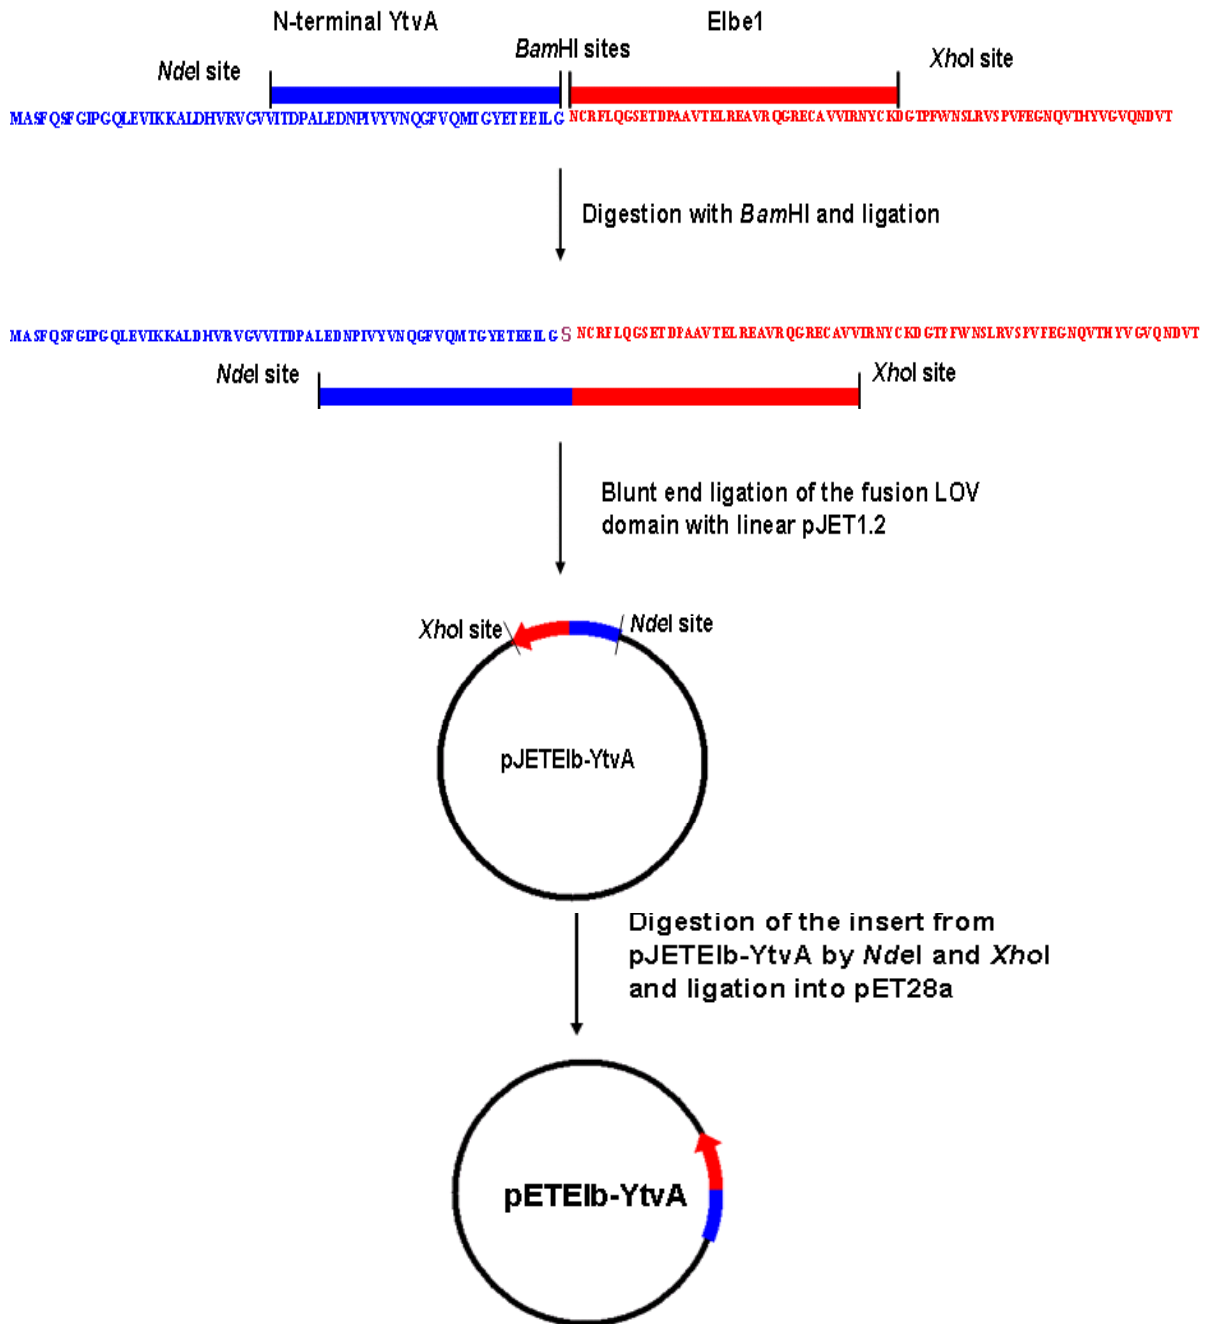 N-terminal YtvA
Elbe1
BamHI sites
NdeI site
XhoI site
MASFQSFGIPGQLEVIKKALDHVRVGVVITDPALEDNPIVYVNQGFVQMTGYETEEILG NCRFLQGSETDPAAVTELREAVRQGRECAVVIRNYCKDGTPFWNSLRVSPVFEGNQVTHYVGVQNDVT
Digestion with BamHI and ligation
MASFQSFGIPGQLEVIKKALDHVRVGVVITDPALEDNPIVYVNQGFVQMTGYETEEILG S NCRFLQGSETDPAAVTELREAVRQGRECAVVIRNYCKDGTPFWNSLRVSPVFEGNQVTHYVGVQNDVT
NdeI site
XhoI site
Blunt end ligation of the fusion LOV
domain with linear pJET1.2
XhoI site
NdeI site
pJETElb-YtvA
Digestion of the insert from
pJETElb-YtvA by NdeI and XhoI
and ligation into pET28a
pETElb-YtvA